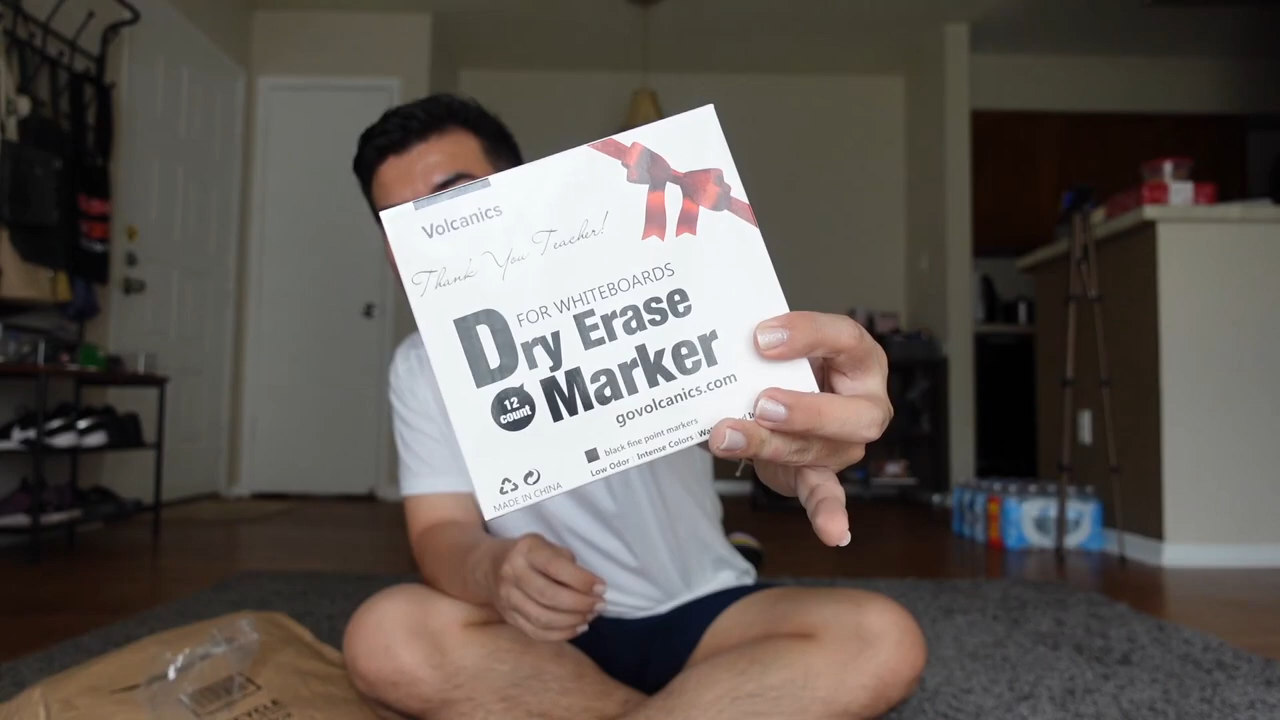 Volcanics
Thank You Teacher!
FOR WHITEBOARDS
Dry Erase
Marker
12
count
govolcanics.com
black fine point markers
Low Odor | Intense Colors
MADE IN CHINA